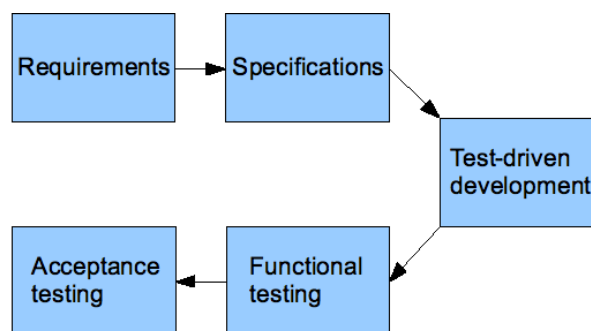 Requirements
Specifications
Test-driven
development
Functional
testing
Acceptance
testing